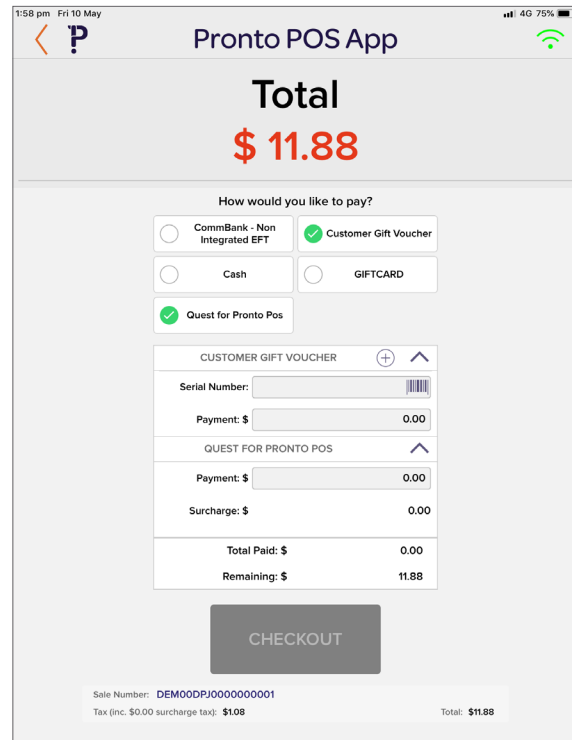 1:58 pm Fri 10 May 4G 75%
Pronto POS App
Total
$ 11.88
How would you like to pay?
CommBank - Non
Integrated EFT
Customer Gift Voucher
Cash
GIFTCARD
Quest for Pronto Pos
CUSTOMER GIFT VOUCHER
Serial Number:
Payment: $ 0.00
QUEST FOR PRONTO POS
Payment: $ 0.00
Surcharge: $ 0.00
Total Paid: $ 0.00
Remaining: $ 11.88
CHECKOUT
Sale Number: DEM00DPJ0000000001
Tax (inc. $0.00 surcharge tax): $1.08 Total: $11.88